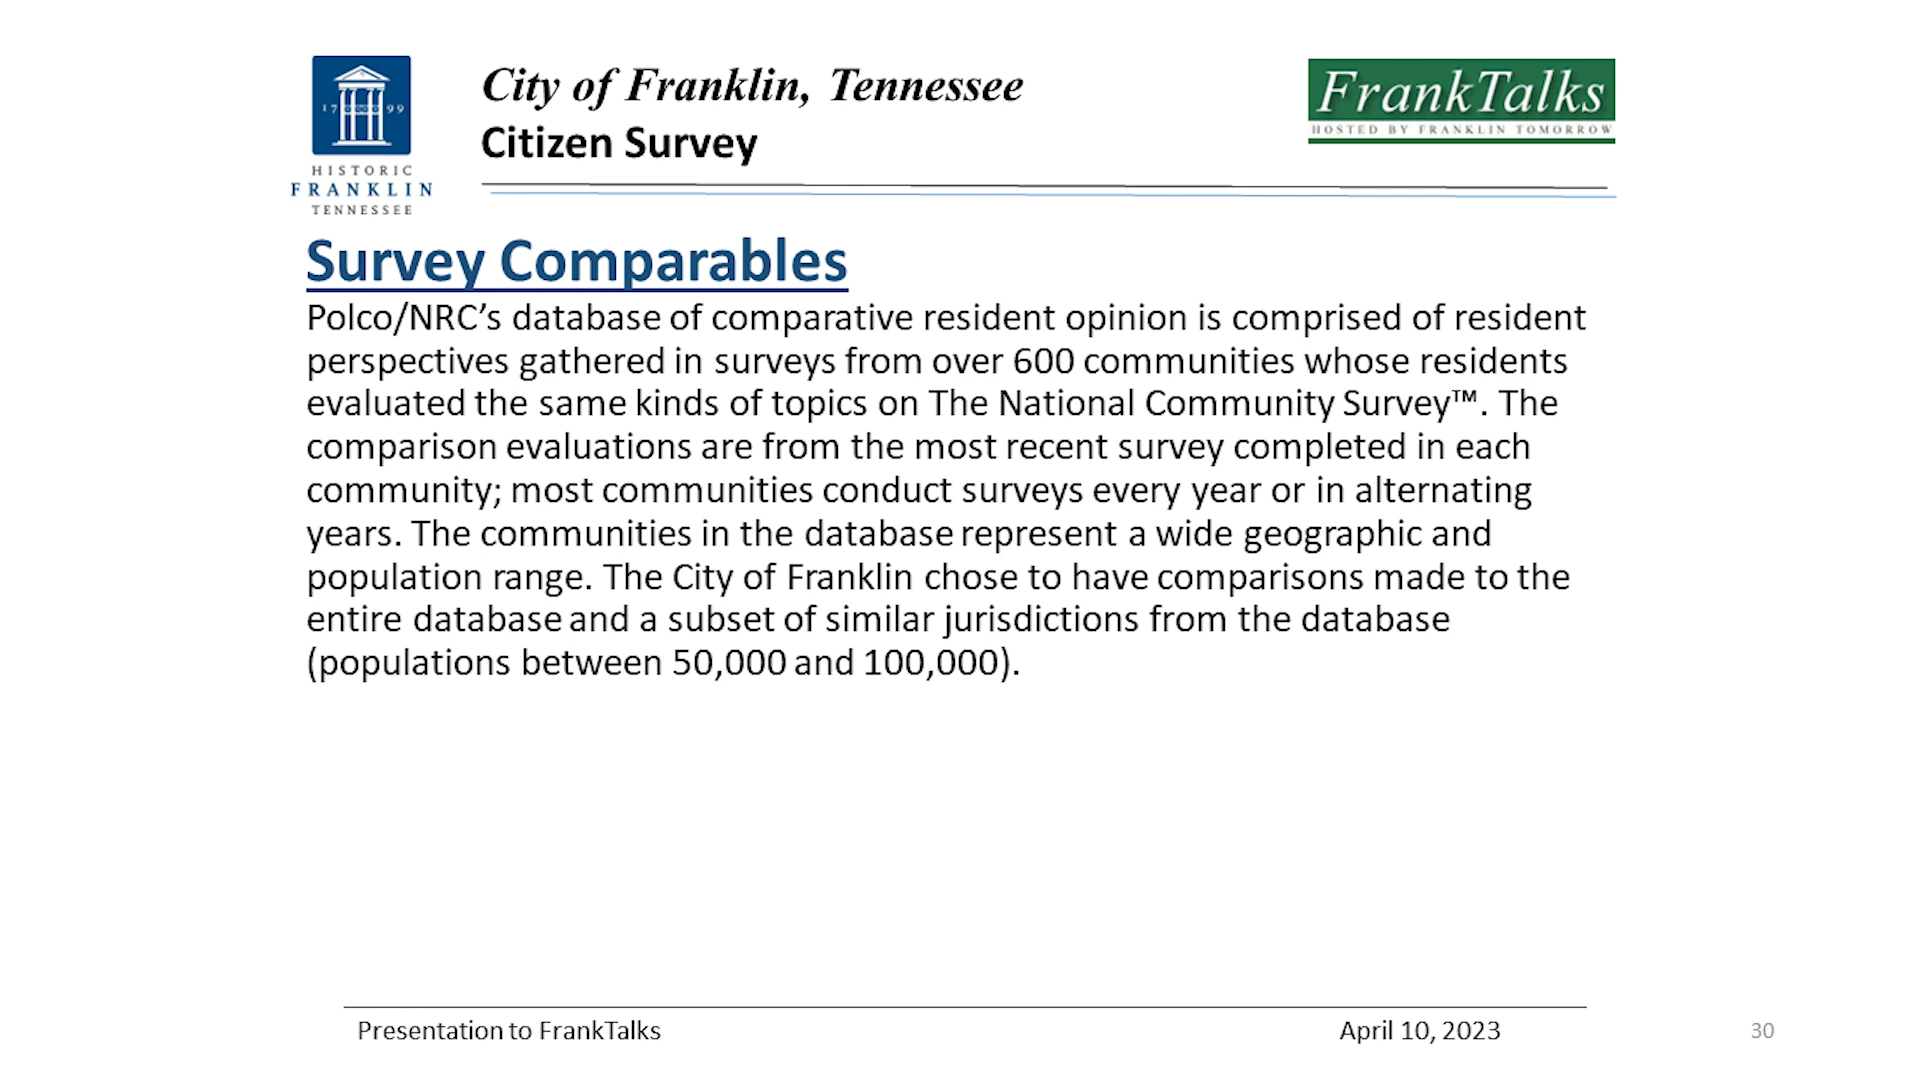 17 99
HISTORIC
FRANKLIN
TENNESSEE
City of Franklin, Tennessee
Citizen Survey
FrankTalks
HOSTED BY FRANKLIN TOMORROW
Survey Comparables
Polco/NRC’s database of comparative resident opinion is comprised of resident
perspectives gathered in surveys from over 600 communities whose residents
evaluated the same kinds of topics on The National Community Survey™. The
comparison evaluations are from the most recent survey completed in each
community; most communities conduct surveys every year or in alternating
years. The communities in the database represent a wide geographic and
population range. The City of Franklin chose to have comparisons made to the
entire database and a subset of similar jurisdictions from the database
(populations between 50,000 and 100,000).
Presentation to FrankTalks
April 10, 2023
30